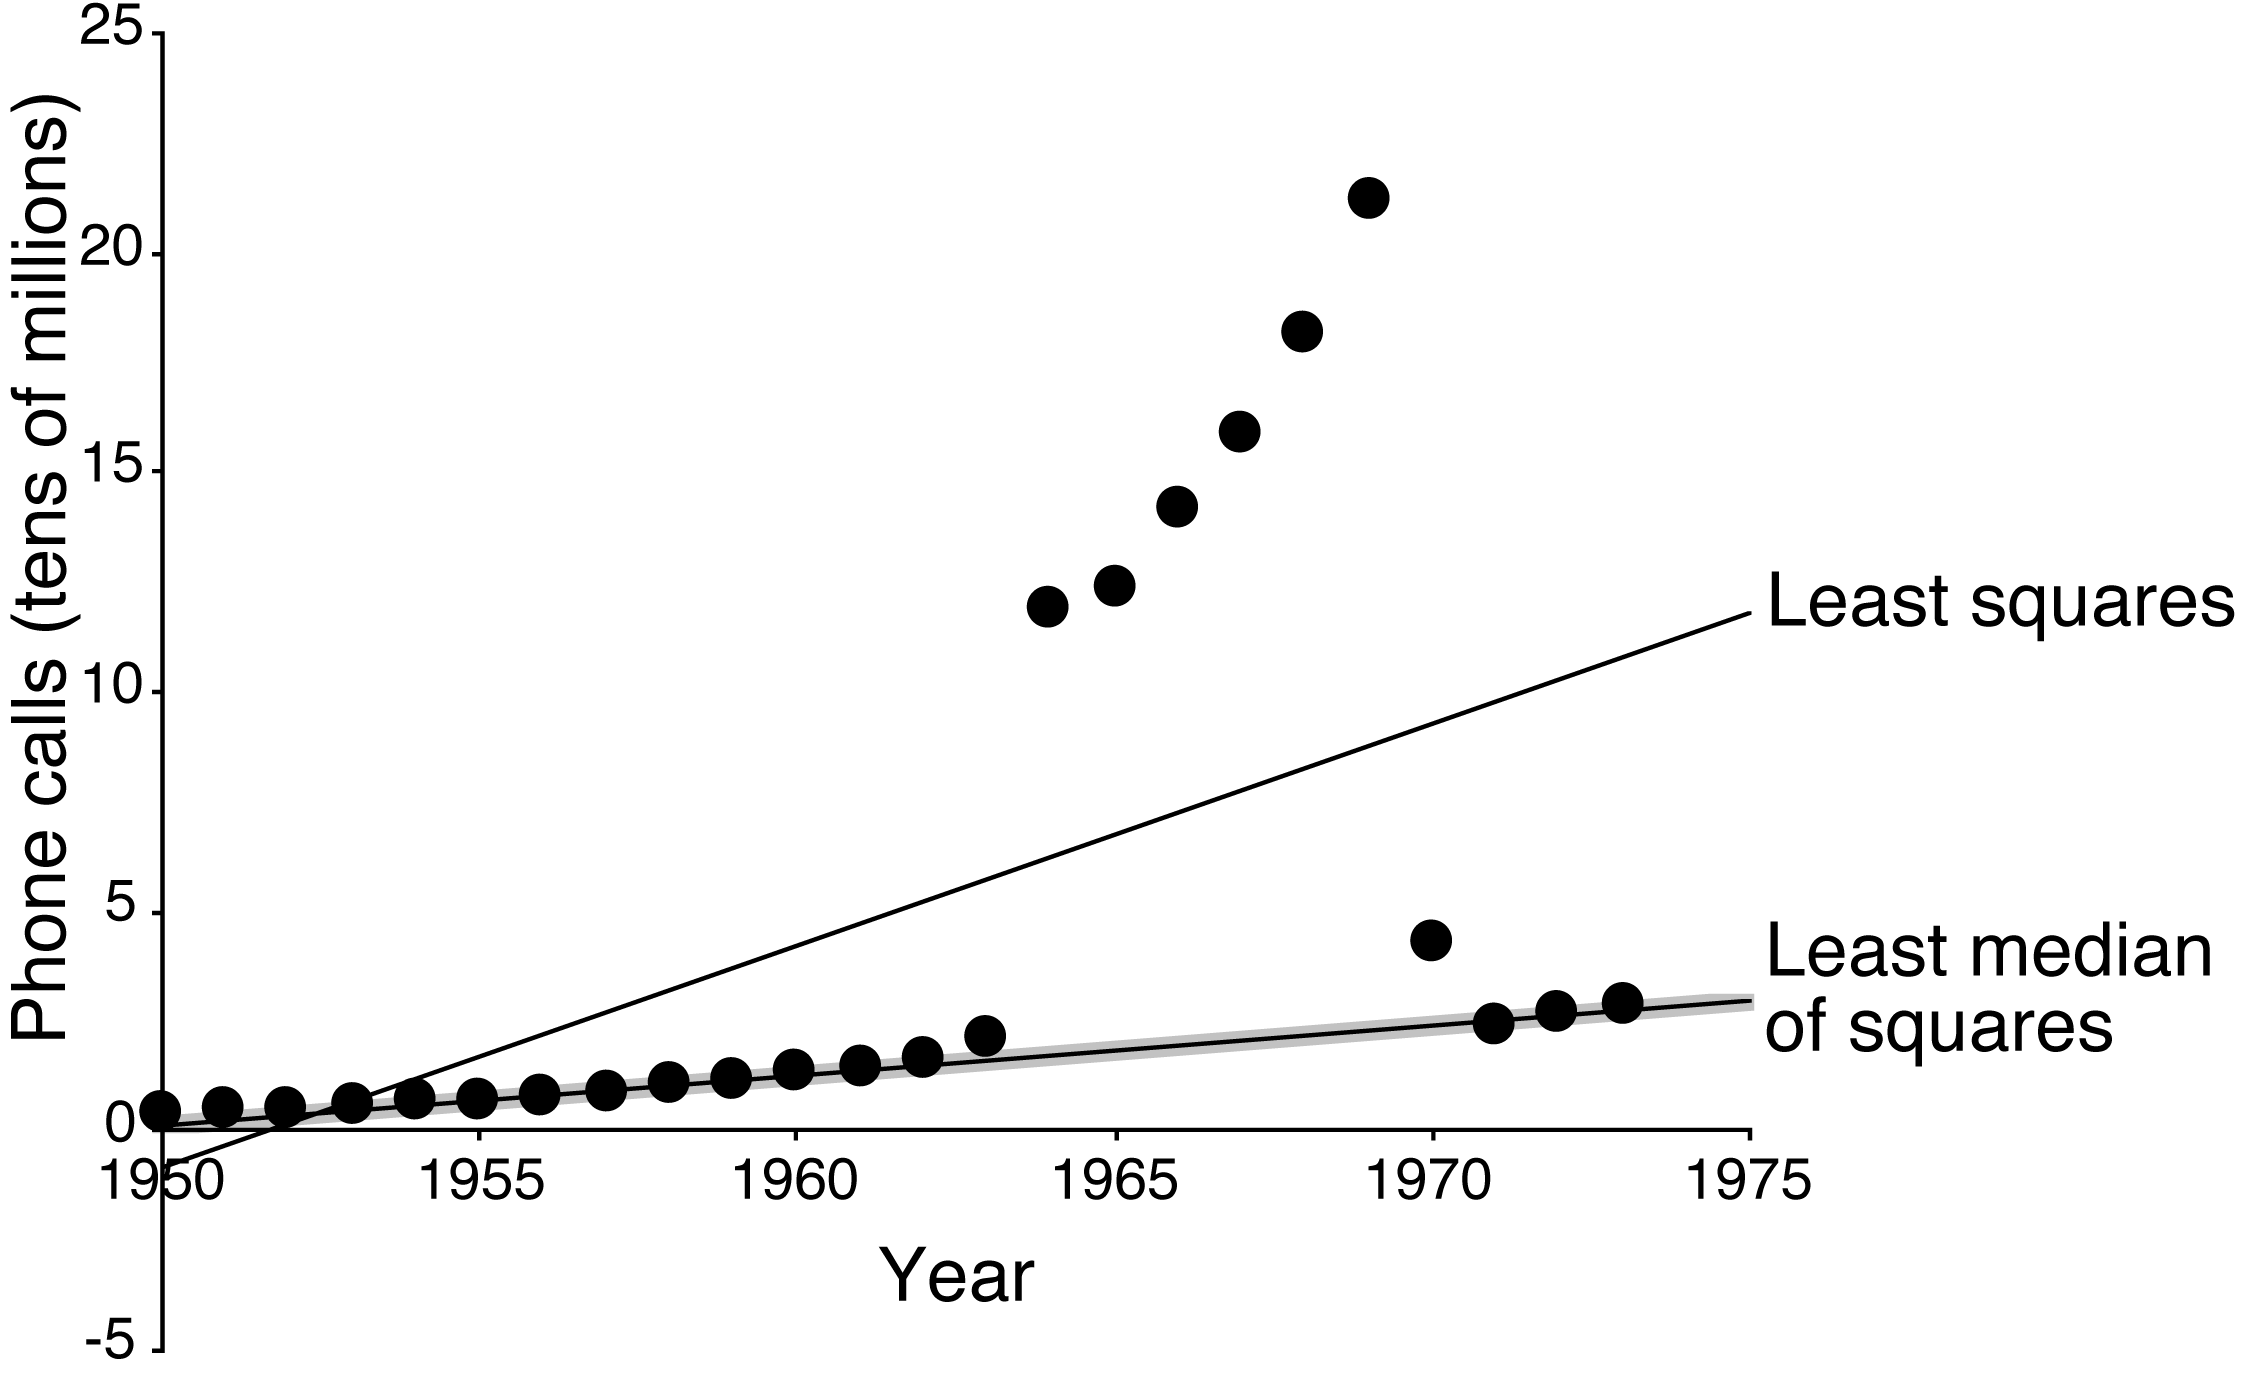 25
20
15
10
5
0
-5
Phone calls (tens of millions)
1950
1955
1960
1965
1970
1975
Year
Least squares
Least median
of squares